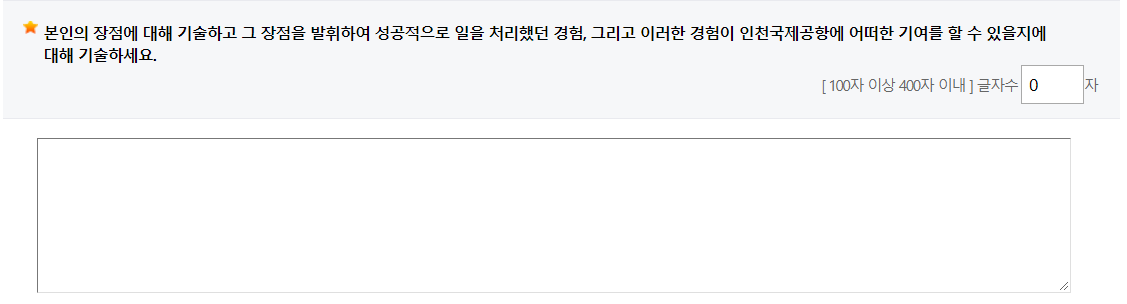 본인의 장점에 대해 기술하고 그 장점을 발휘하여 성공적으로 일을 처리했던 경험, 그리고 이러한 경험이 인천국제공항에 어떠한 기여를 할 수 있을지에
대해 기술하세요.
[ 100자 이상 400자 이내 ] 글자수 0 자